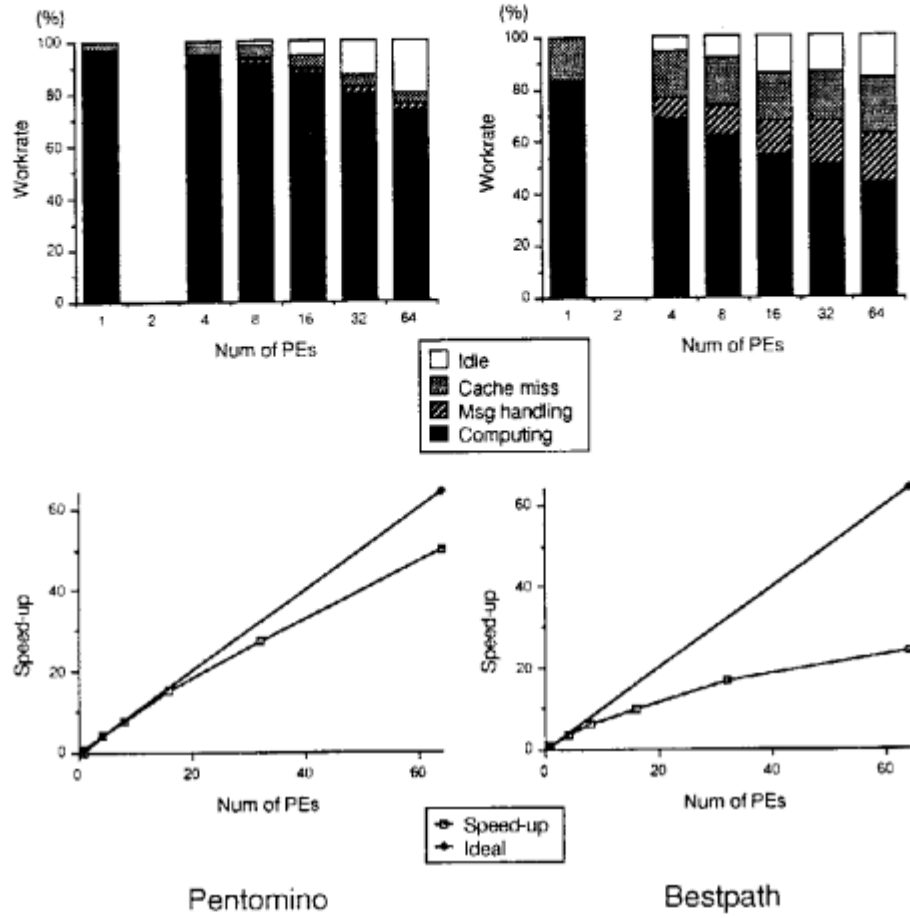 (%)
100
80
60
40
20
0
Workrate
1 2 4 8 16 32 64
Num of PEs
(%)
100
80
60
40
20
0
Workrate
1 2 4 8 16 32 64
Num of PEs
Idle
Cache miss
Msg handling
Computing
60
40
20
0
Speed-up
0 20 40 60
Num of PEs
60
40
20
0
Speed-up
0 20 40 60
Num of PEs
Speed-up
Ideal
Pentomino
Bestpath